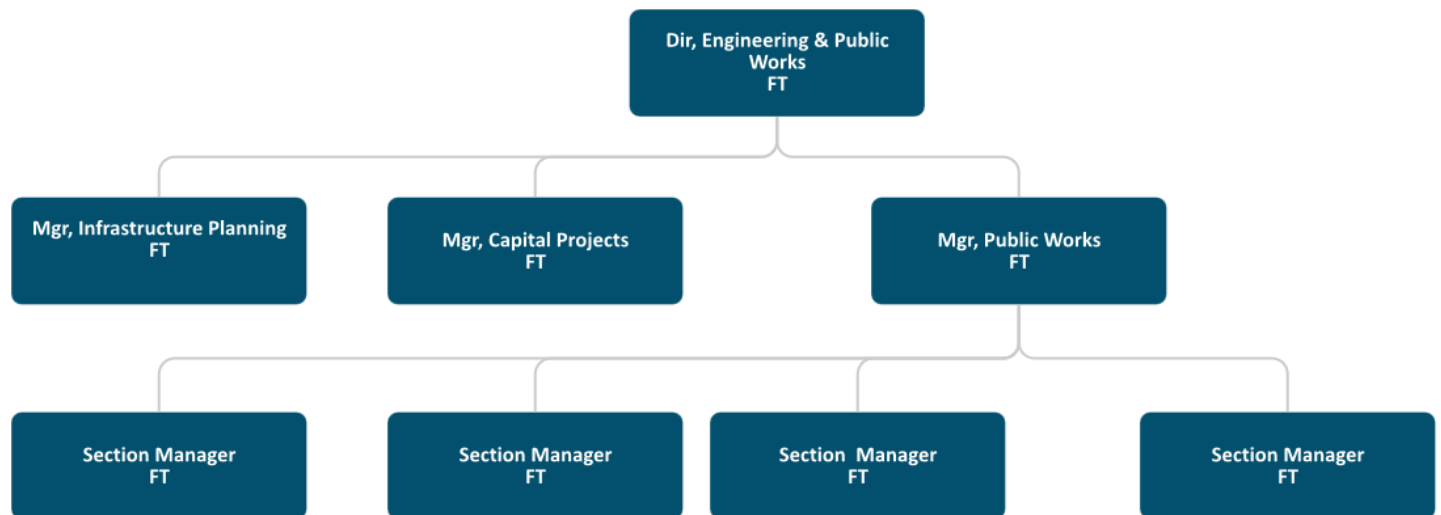 Dir, Engineering & Public
Works
FT
Mgr, Infrastructure Planning
FT
Mgr, Capital Projects
FT
Mgr, Public Works
FT
Section Manager
FT
Section Manager
FT
Section  Manager
FT
Section Manager
FT